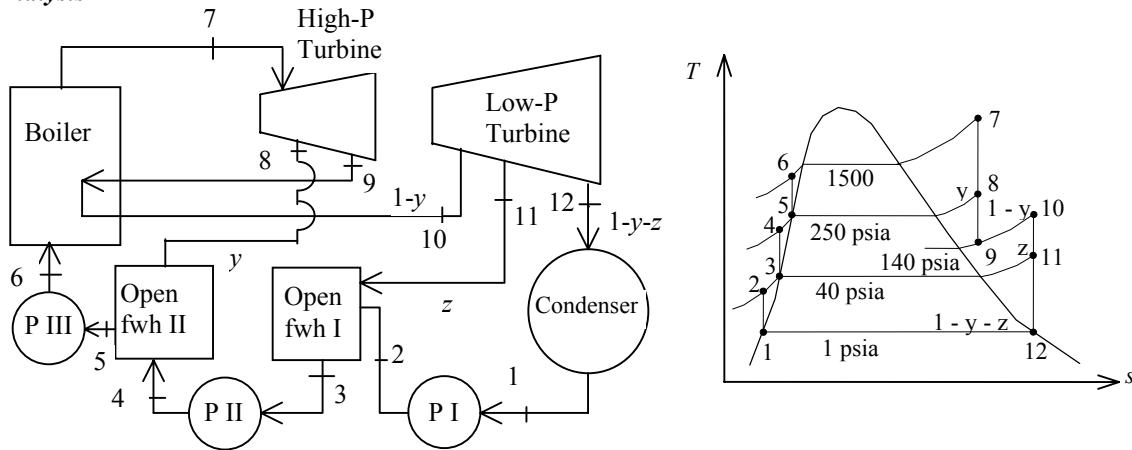 7
High-P
Turbine
Boiler
Low-P
Turbine
8
9
1-y
10
11
12
1-y-z
y
z
6
Open
fwh II
Open
fwh I
Condenser
P III
5
4
P II
3
2
P I
1
T
7
6
1500
8
y
5
1 - y
10
4
250 psia
9
z
11
140 psia
3
40 psia
2
1 - y - z
1
1 psia
12
s